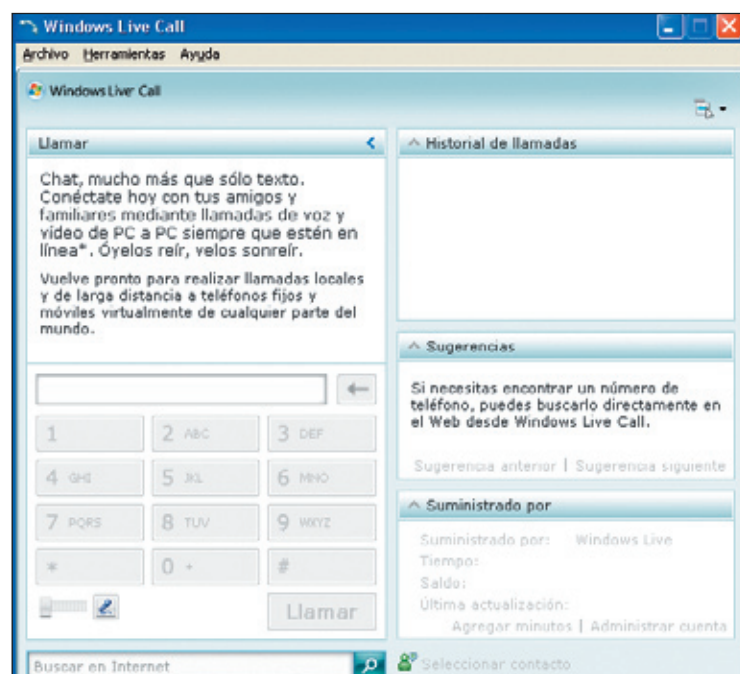 Windows Live Call
Archivo Herramientas Ayuda
Windows Live Call
Llamar
Chat, mucho más que sólo texto.
Conéctate hoy con tus amigos y
familiares mediante llamadas de voz y
vídeo de PC a PC siempre que estén en
línea*. Óyelos reír, velos sonreír.
Vuelve pronto para realizar llamadas locales
y de larga distancia a teléfonos fijos y
móviles virtualmente de cualquier parte del
mundo.
1
2 ABC
3 DEF
4 GHI
5 JKL
6 MNO
7 PQRS
8 TUV
9 WXYZ
*
0 +
#
Llamar
Buscar en Internet
Historial de llamadas
Sugerencias
Si necesitas encontrar un número de
teléfono, puedes buscarlo directamente en
el Web desde Windows Live Call.
Sugerencia anterior | Sugerencia siguiente
Suministrado por
Suministrado por: Windows Live
Tiempo:
Saldo:
Última actualización:
Agregar minutos | Administrar cuenta
Seleccionar contacto